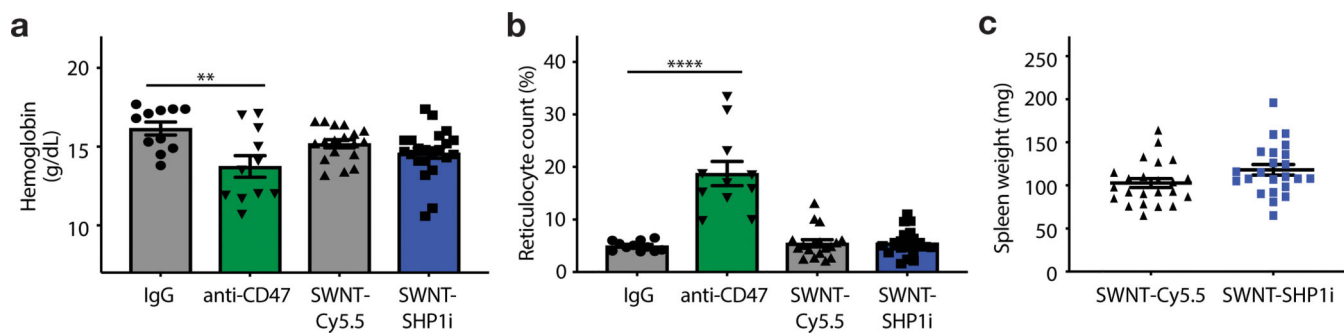 a
Hemoglobin
(g/dL)
20
15
10
**
IgG
anti-CD47
SWNT-
Cy5.5
SWNT-
SHP1i
b
Reticulocyte count (%)
40
30
20
10
0
****
IgG
anti-CD47
SWNT-
Cy5.5
SWNT-
SHP1i
c
Spleen weight (mg)
250
200
150
100
50
0
SWNT-Cy5.5
SWNT-SHP1i